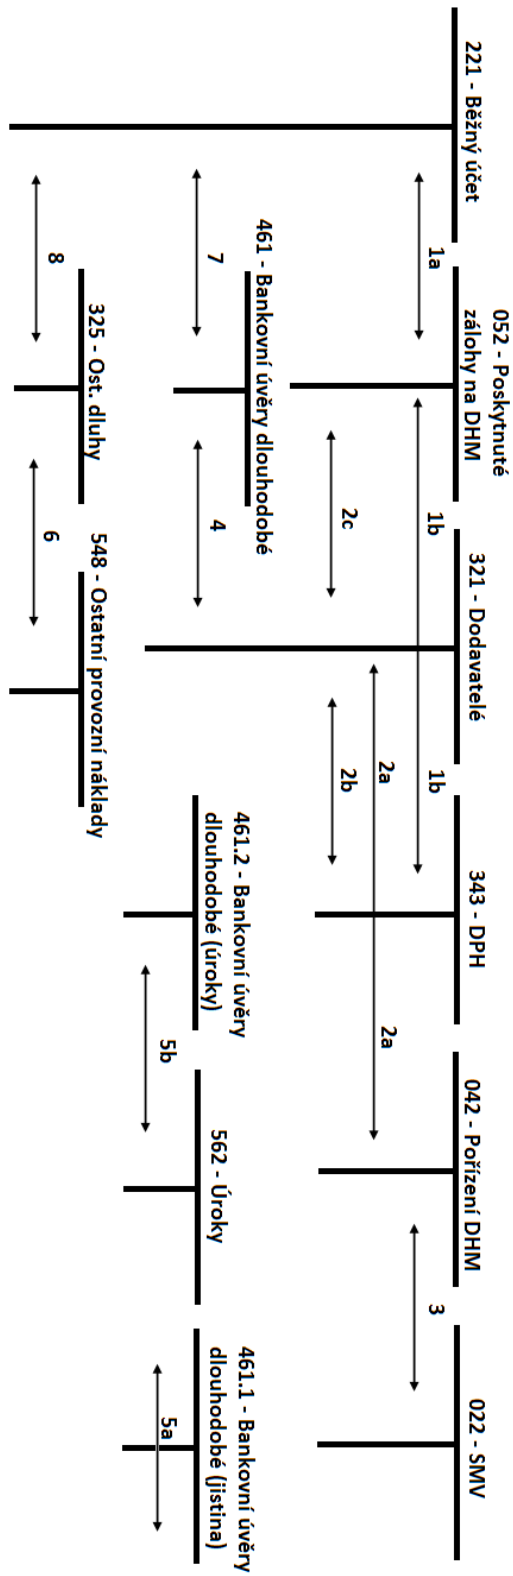 221 - Běžný účet
052 - Poskytnuté
zálohy na DHM
321 - Dodavatelé
343 - DPH
042 - Pořízení DHM
022 - SMV
1a
1b
1b
3
2a
2a
2c
2b
461 - Bankovní úvěry dlouhodobé
461.2 - Bankovní úvěry
dlouhodobé (úroky)
562 - Úroky
461.1 - Bankovní úvěry
dlouhodobé (jistina)
7
4
5b
5a
325 - Ost. dluhy
548 - Ostatní provozní náklady
8
6